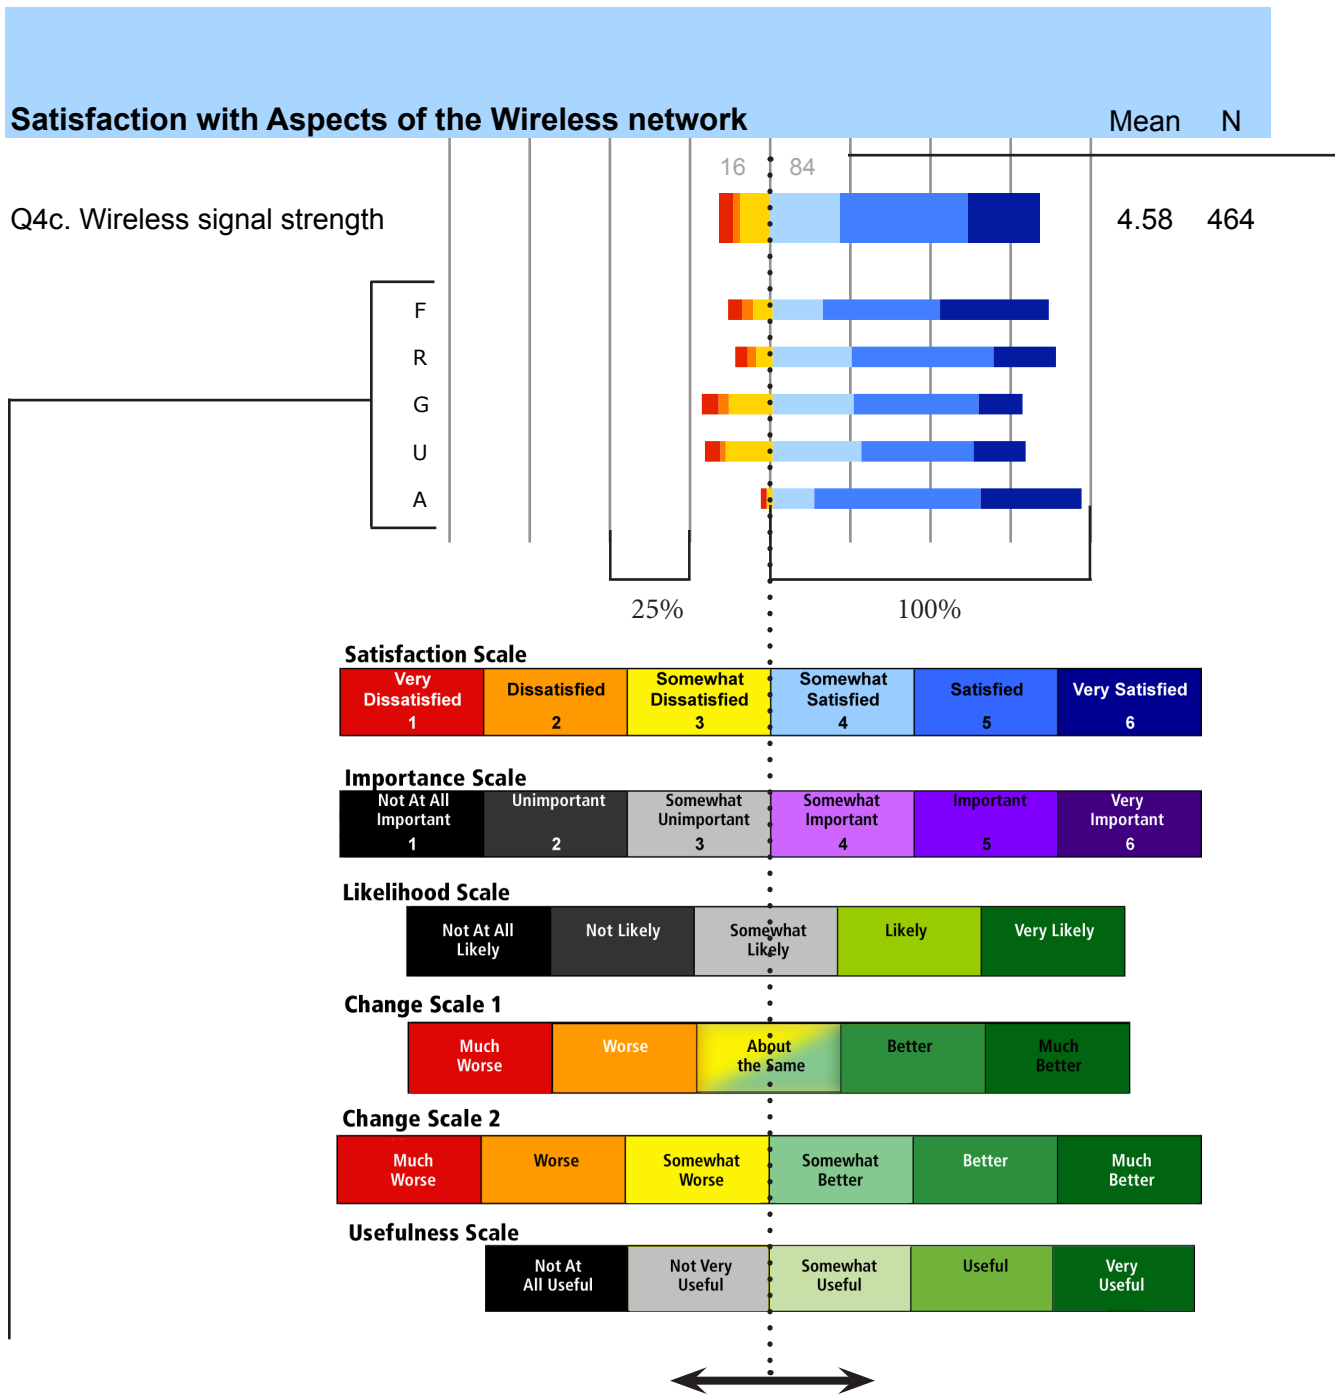 Satisfaction with Aspects of the Wireless network Mean N
16 84
Q4c. Wireless signal strength 4.58 464
F
R
G
U
A
25% 100%
Satisfaction Scale
Very Dissatisfied 1
Dissatisfied 2
Somewhat Dissatisfied 3
Somewhat Satisfied 4
Satisfied 5
Very Satisfied 6
Importance Scale
Not At All Important 1
Unimportant 2
Somewhat Unimportant 3
Somewhat Important 4
Important 5
Very Important 6
Likelihood Scale
Not At All Likely
Not Likely
Somewhat Likely
Likely
Very Likely
Change Scale 1
Much Worse
Worse
About the Same
Better
Much Better
Change Scale 2
Much Worse
Worse
Somewhat Worse
Somewhat Better
Better
Much Better
Usefulness Scale
Not At All Useful
Not Very Useful
Somewhat Useful
Useful
Very Useful